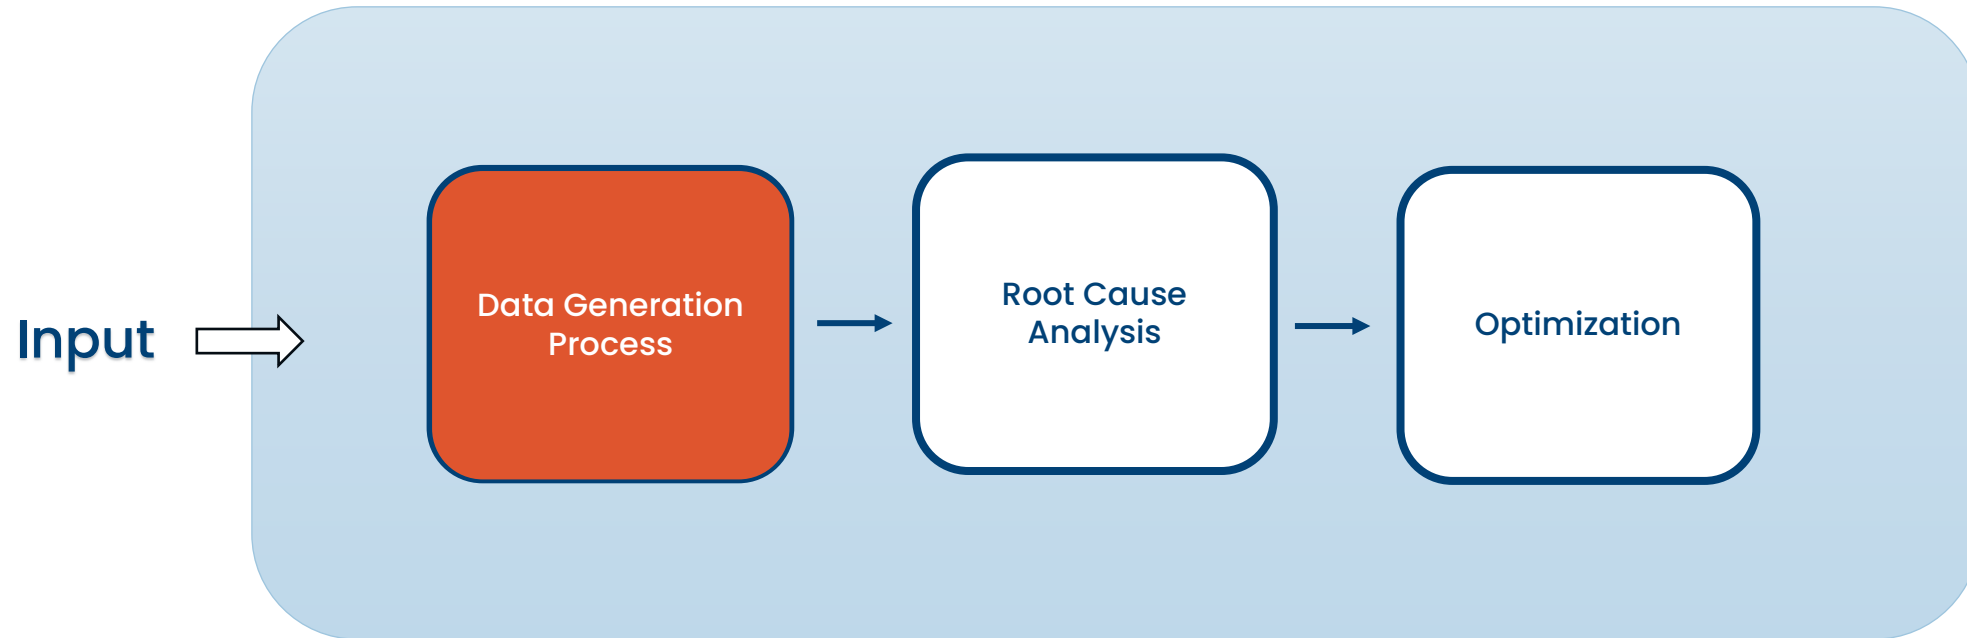 Input
Data Generation
Process
Root Cause
Analysis
Optimization